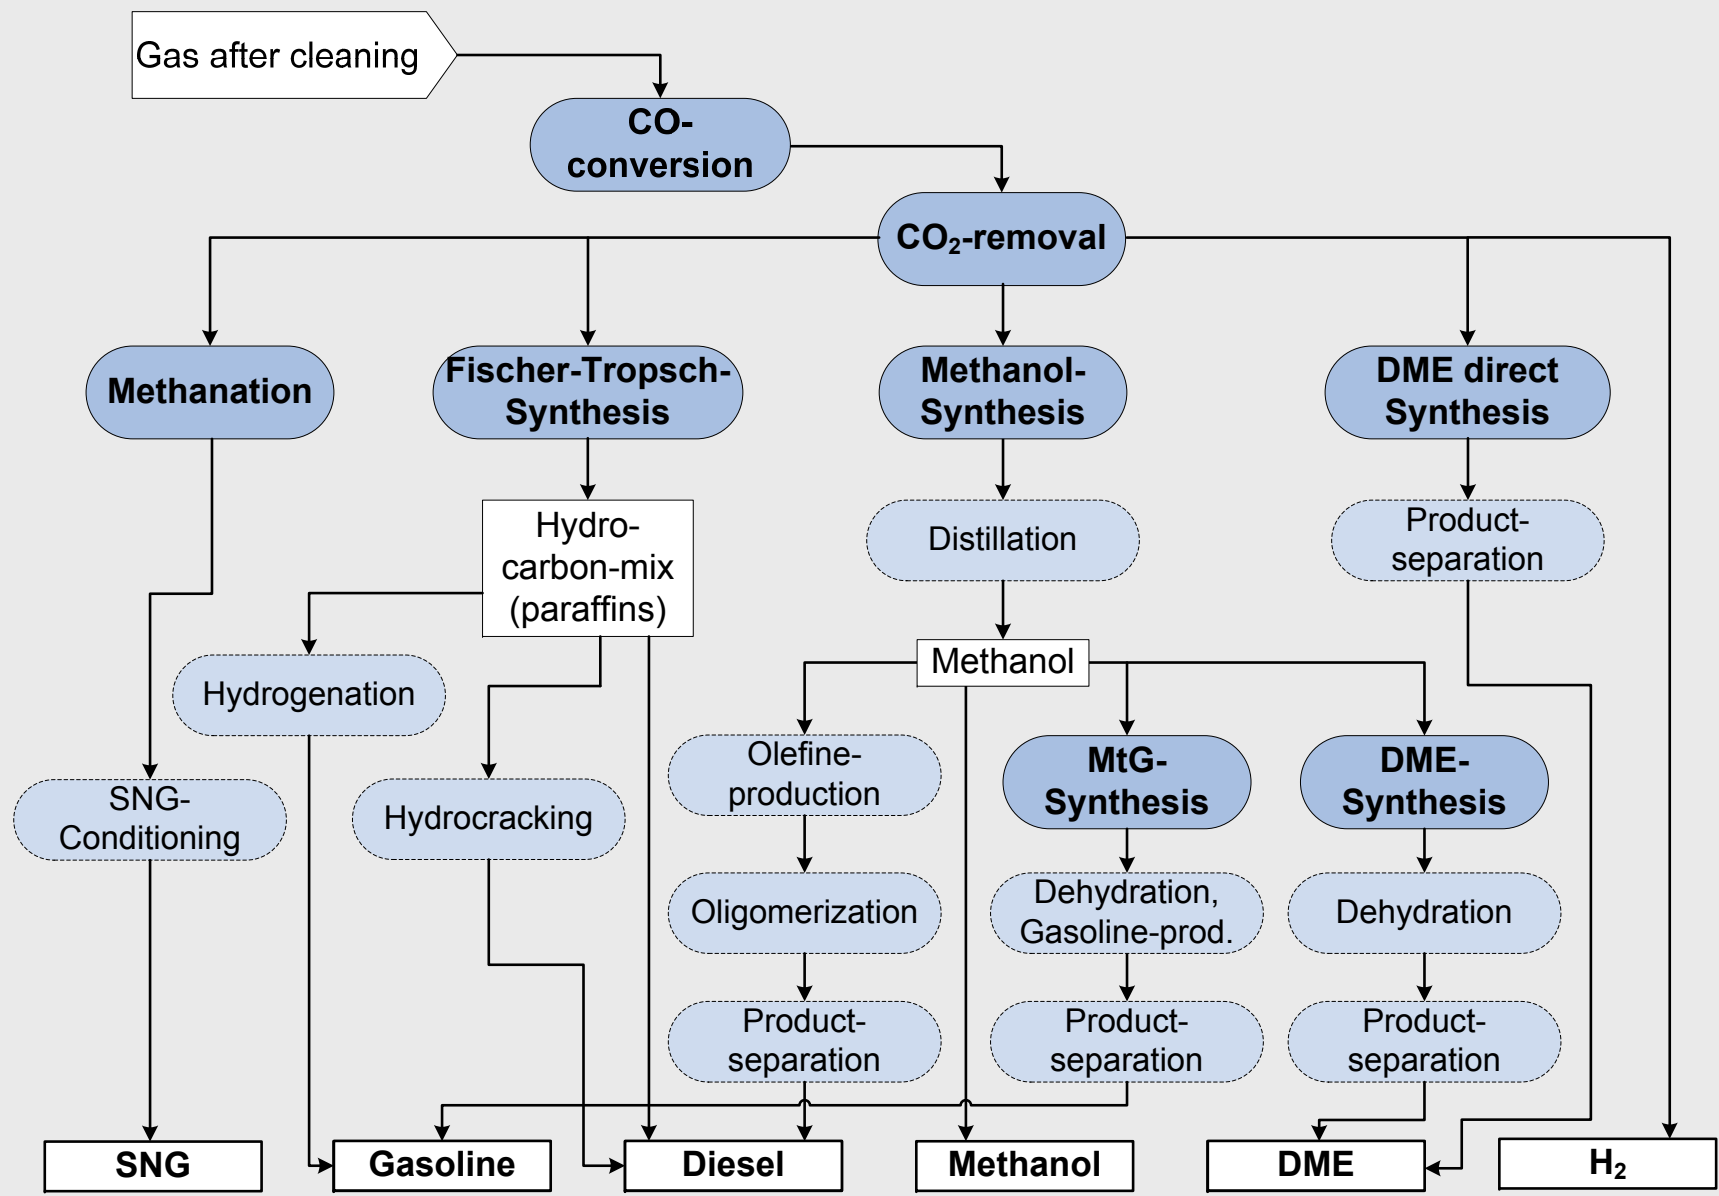 Gas after cleaning
CO-
conversion
CO₂-removal
Methanation
Fischer-Tropsch-
Synthesis
Methanol-
Synthesis
DME direct
Synthesis
Hydro-
carbon-mix
(paraffins)
Distillation
Product-
separation
Methanol
Hydrogenation
SNG-
Conditioning
Hydrocracking
Olefine-
production
MtG-
Synthesis
DME-
Synthesis
Oligomerization
Dehydration,
Gasoline-prod.
Dehydration
Product-
separation
Product-
separation
Product-
separation
SNG
Gasoline
Diesel
Methanol
DME
H₂